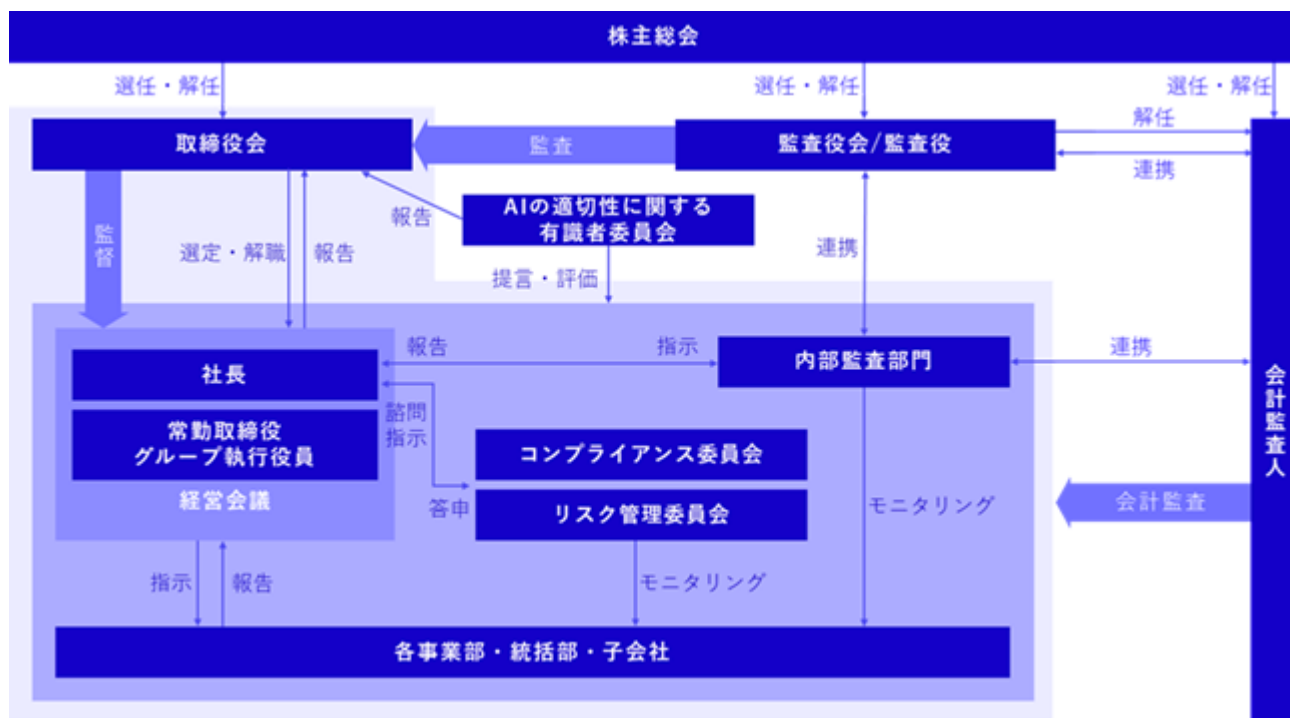 株主総会
選任・解任
選任・解任
選任・解任
取締役会
監査
監査役会/監査役
解任
連携
AIの適切性に関する
有識者委員会
報告
監督
選定・解職
報告
連携
提言・評価
社長
報告
指示
内部監査部門
連携
会計監査人
常勤取締役
グループ執行役員
経営会議
諮問
指示
答申
コンプライアンス委員会
リスク管理委員会
モニタリング
会計監査
指示
報告
モニタリング
各事業部・統括部・子会社